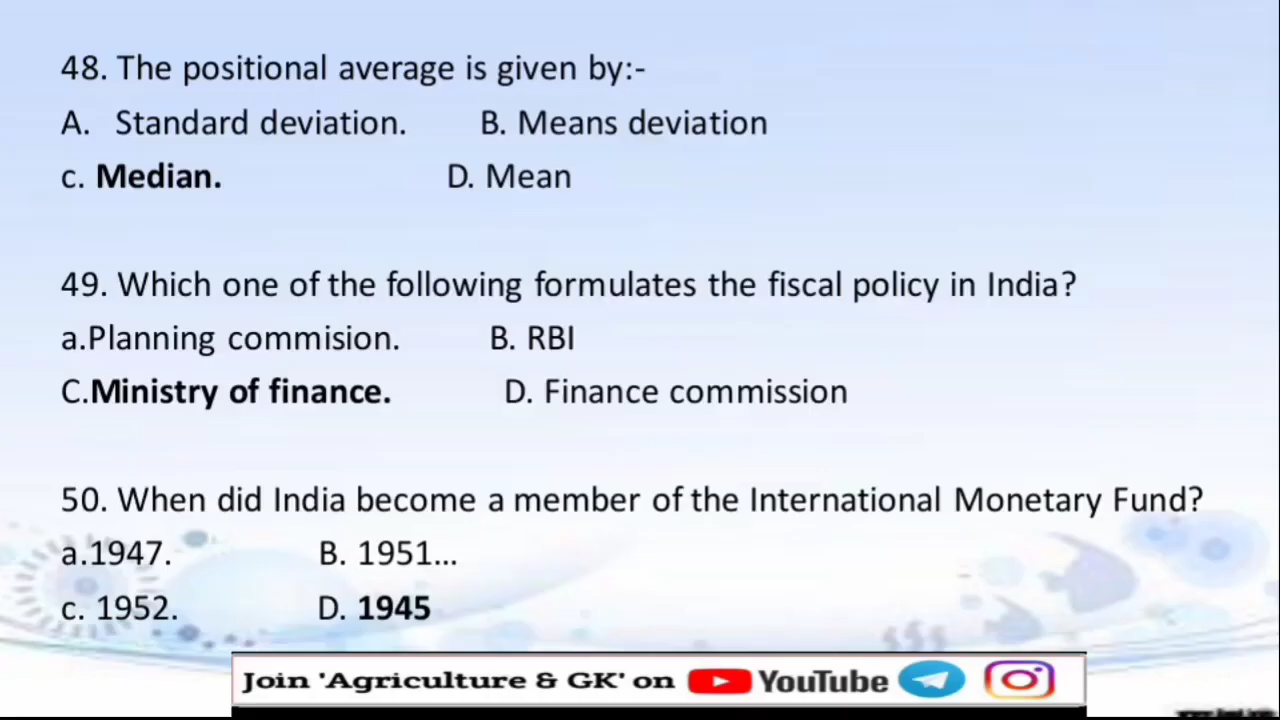 48. The positional average is given by:-
A. Standard deviation. B. Means deviation
c. Median. D. Mean
49. Which one of the following formulates the fiscal policy in India?
a.Planning commision. B. RBI
C.Ministry of finance. D. Finance commission
50. When did India become a member of the International Monetary Fund?
a.1947. B. 1951...
c. 1952. D. 1945
Join 'Agriculture & GK' on YouTube